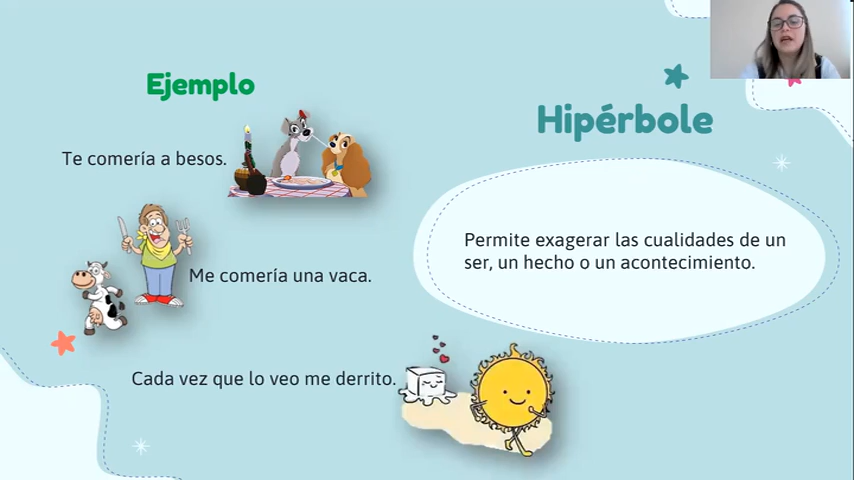 Ejemplo
Te comería a besos.
Me comería una vaca.
Cada vez que lo veo me derrito.
Hipérbole
Permite exagerar las cualidades de un
ser, un hecho o un acontecimiento.